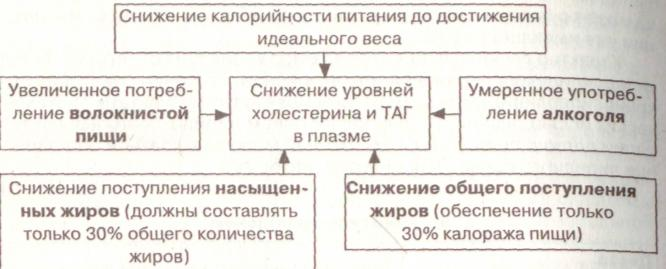 Снижение калорийности питания до достижения
идеального веса
Увеличенное потреб-
ление волокнистой
пищи
Снижение уровней
холестерина и ТАГ
в плазме
Умеренное употреб-
ление алкоголя
Снижение поступления насыщен-
ных жиров (должны составлять
только 30% общего количества
жиров)
Снижение общего поступления
жиров (обеспечение только
30% калоража пищи)